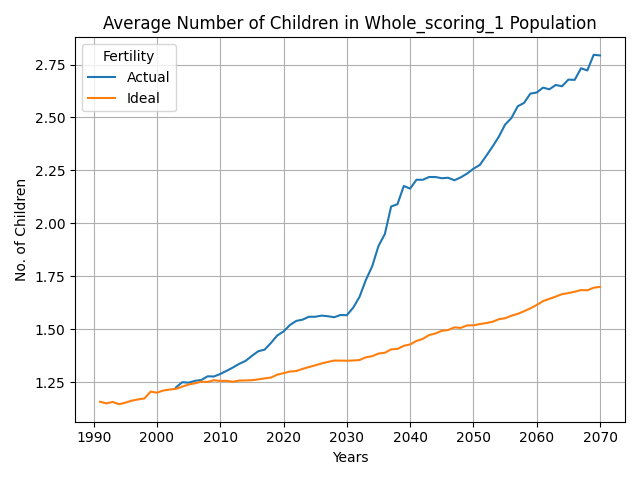 Average Number of Children in Whole_scoring_1 Population
Fertility
Actual
Ideal
No. of Children
2.75
2.50
2.25
2.00
1.75
1.50
1.25
1990 2000 2010 2020 2030 2040 2050 2060 2070
Years